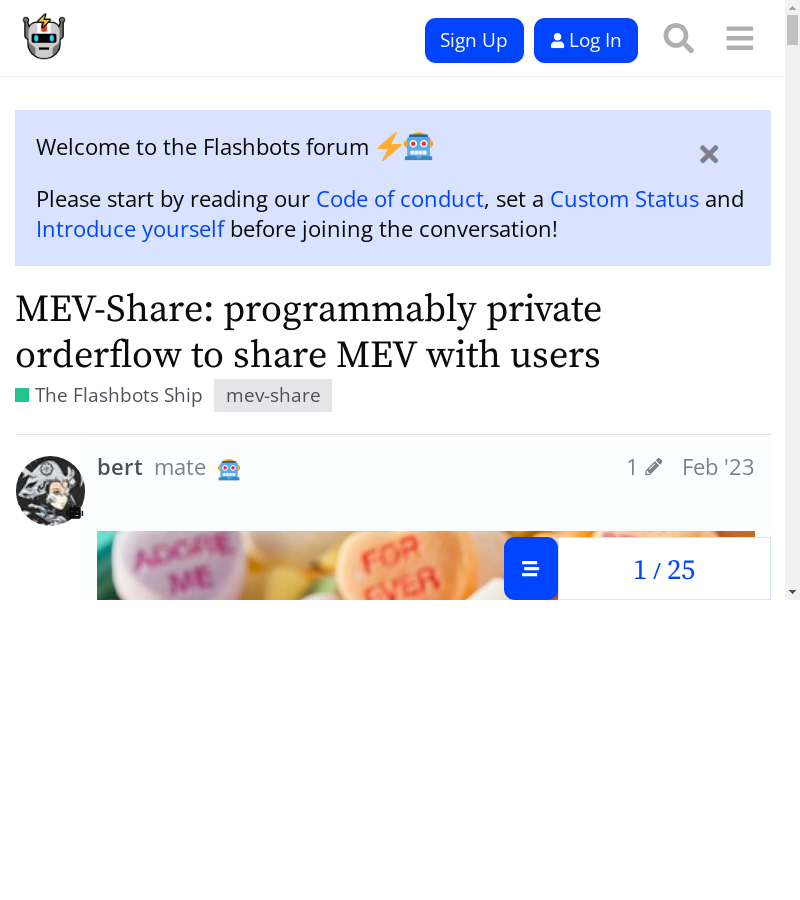 Sign Up
Log In
Welcome to the Flashbots forum
Please start by reading our Code of conduct, set a Custom Status and
Introduce yourself before joining the conversation!
MEV-Share: programmably private
orderflow to share MEV with users
The Flashbots Ship mev-share
bert mate 1 Feb '23
ADORE
ME
FOR
EVER
1 / 25